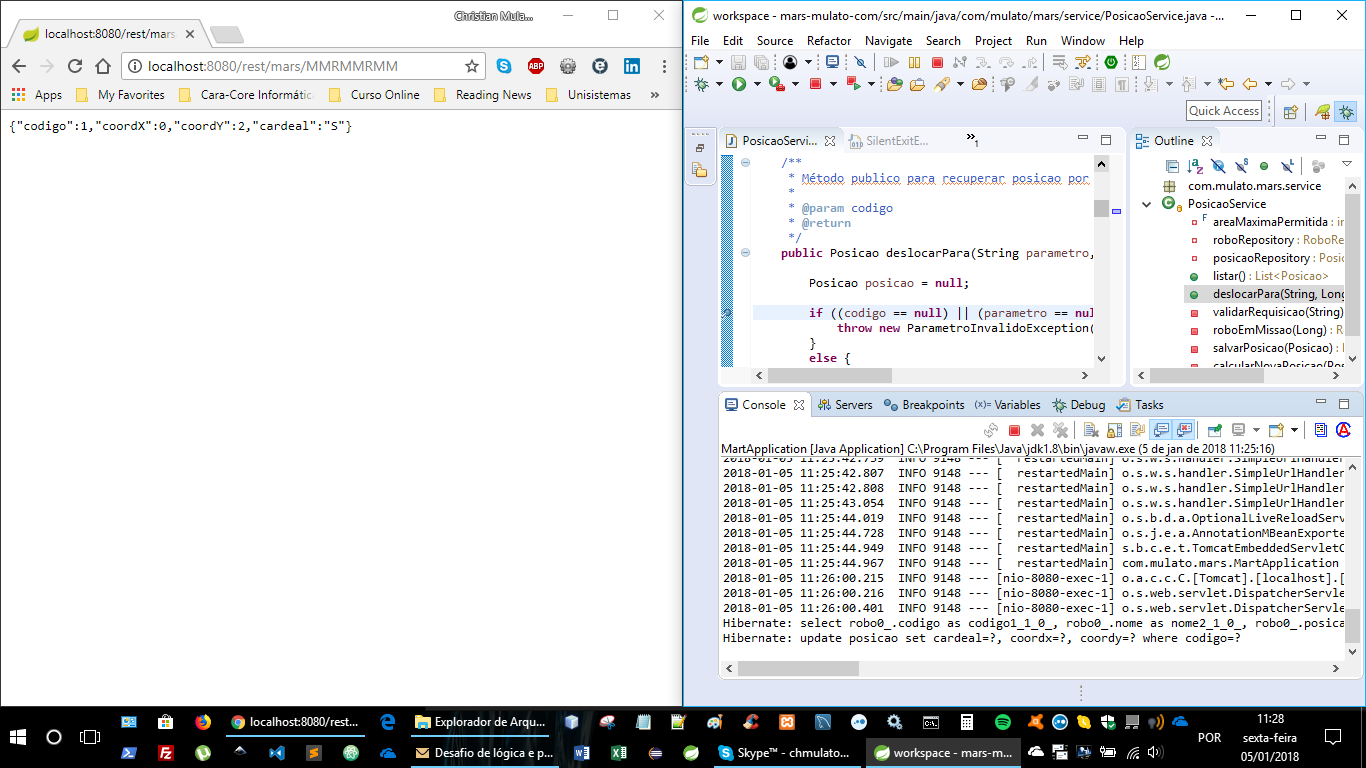 Christian Mula...
localhost:8080/rest/mars
localhost:8080/rest/mars/MMRMMRMM
Apps My Favorites Cara-Core Informátic Curso Online Reading News Unisistemas »
{"codigo":1,"coordX":0,"coordY":2,"cardeal":"S"}
workspace - mars-mulato-com/src/main/java/com/mulato/mars/service/PosicaoService.java -...
File Edit Source Refactor Navigate Search Project Run Window Help
Quick Access
PosicaoServi... SilentExitE... »1
/**
* Método publico para recuperar posicao por
*
* @param codigo
* @return
*/
public Posicao deslocarPara(String parametro,
Posicao posicao = null;
if ((codigo == null) || (parametro == nul
throw new ParametroInvalidoException(
}
else {
Outline
com.mulato.mars.service
PosicaoService
areaMaximaPermitida : in
roboRepository : RoboRe
posicaoRepository : Posic
listar() : List<Posicao>
deslocarPara(String, Long
validarRequisicao(String)
roboEmMissao(Long) : R
salvarPosicao(Posicao) :
calcularNovaPosicao(Po
Console Servers Breakpoints (x)= Variables Debug Tasks
MartApplication [Java Application] C:\Program Files\Java\jdk1.8\bin\javaw.exe (5 de jan de 2018 11:25:16)
2018-01-05 11:25:42.759 INFO 9148 --- [ restartedMain] o.s.w.s.handler.SimpleUrlHandler
2018-01-05 11:25:42.807 INFO 9148 --- [ restartedMain] o.s.w.s.handler.SimpleUrlHandler
2018-01-05 11:25:42.808 INFO 9148 --- [ restartedMain] o.s.w.s.handler.SimpleUrlHandler
2018-01-05 11:25:43.054 INFO 9148 --- [ restartedMain] o.s.w.s.handler.SimpleUrlHandler
2018-01-05 11:25:44.019 INFO 9148 --- [ restartedMain] o.s.b.d.a.OptionalLiveReloadServ
2018-01-05 11:25:44.728 INFO 9148 --- [ restartedMain] o.s.j.e.a.AnnotationMBeanExporte
2018-01-05 11:25:44.949 INFO 9148 --- [ restartedMain] s.b.c.e.t.TomcatEmbeddedServletC
2018-01-05 11:25:44.967 INFO 9148 --- [ restartedMain] com.mulato.mars.MartApplication
2018-01-05 11:26:00.215 INFO 9148 --- [nio-8080-exec-1] o.a.c.c.C.[Tomcat].[localhost].[
2018-01-05 11:26:00.216 INFO 9148 --- [nio-8080-exec-1] o.s.web.servlet.DispatcherServle
2018-01-05 11:26:00.401 INFO 9148 --- [nio-8080-exec-1] o.s.web.servlet.DispatcherServle
Hibernate: select robo0_.codigo as codigo1_1_0_, robo0_.nome as nome2_1_0_, robo0_.posica
Hibernate: update posicao set cardeal=?, coordx=?, coordy=? where codigo=?
localhost:8080/rest... Explorador de Arqu...
Desafio de lógica e p... Skype™ - chmulato... workspace - mars-m...
POR
11:28
sexta-feira
05/01/2018